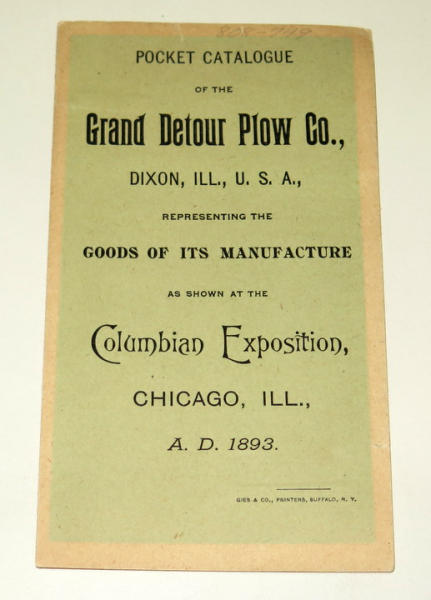 POCKET CATALOGUE
OF THE
Grand Detour Plow Co.,
DIXON, ILL., U. S. A.,
REPRESENTING THE
GOODS OF ITS MANUFACTURE
AS SHOWN AT THE
Columbian Exposition,
CHICAGO, ILL.,
A. D. 1893.
GIES & CO., PRINTERS, BUFFALO, N. Y.